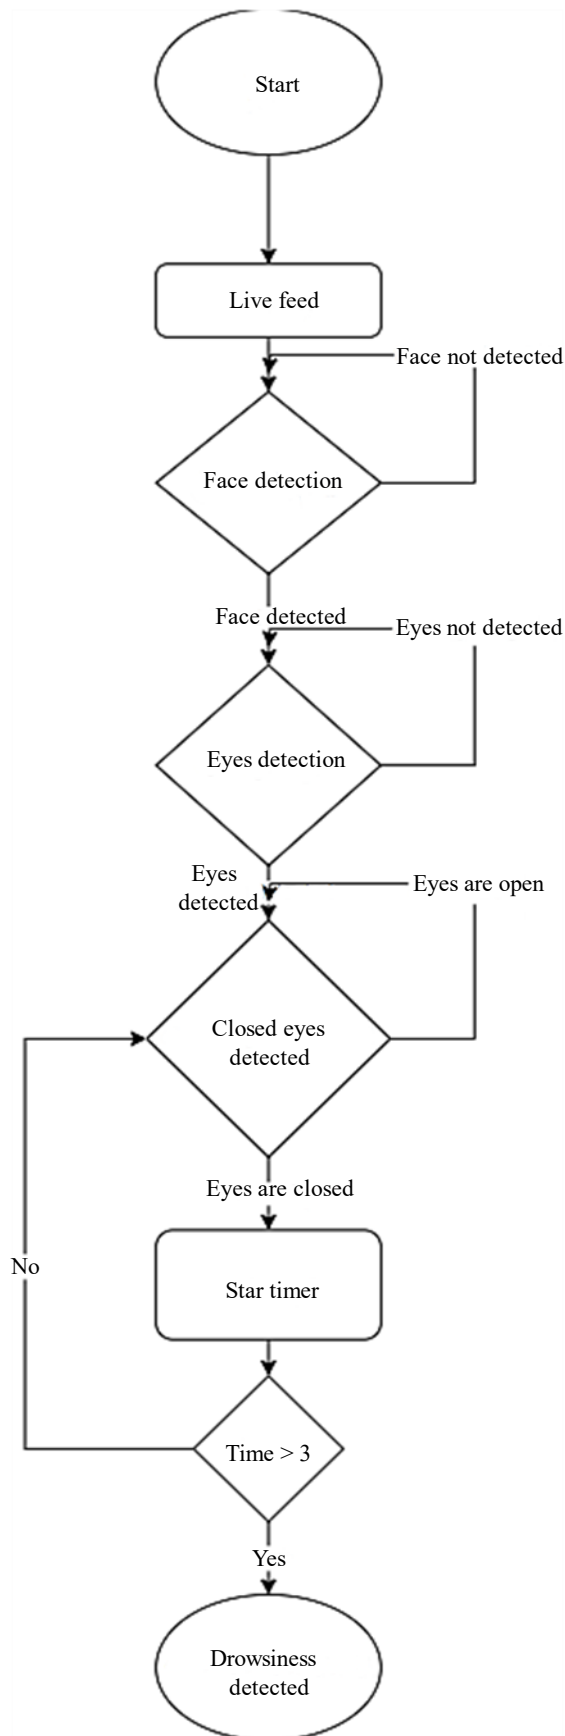 Start
Live feed
Face not detected
Face detection
Face detected
Eyes not detected
Eyes detection
Eyes
detected
Eyes are open
Closed eyes
detected
Eyes are closed
No
Star timer
Time > 3
Yes
Drowsiness
detected